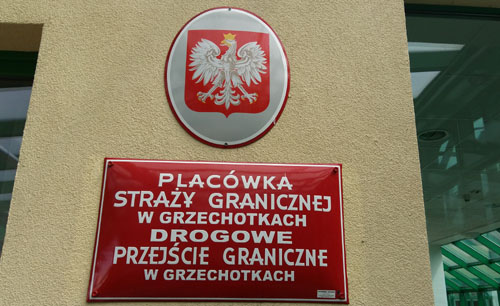 PLACÓWKA
STRAŻY GRANICZNEJ
W GRZECHOTKACH
DROGOWE
PRZEJŚCIE GRANICZNE
W GRZECHOTKACH